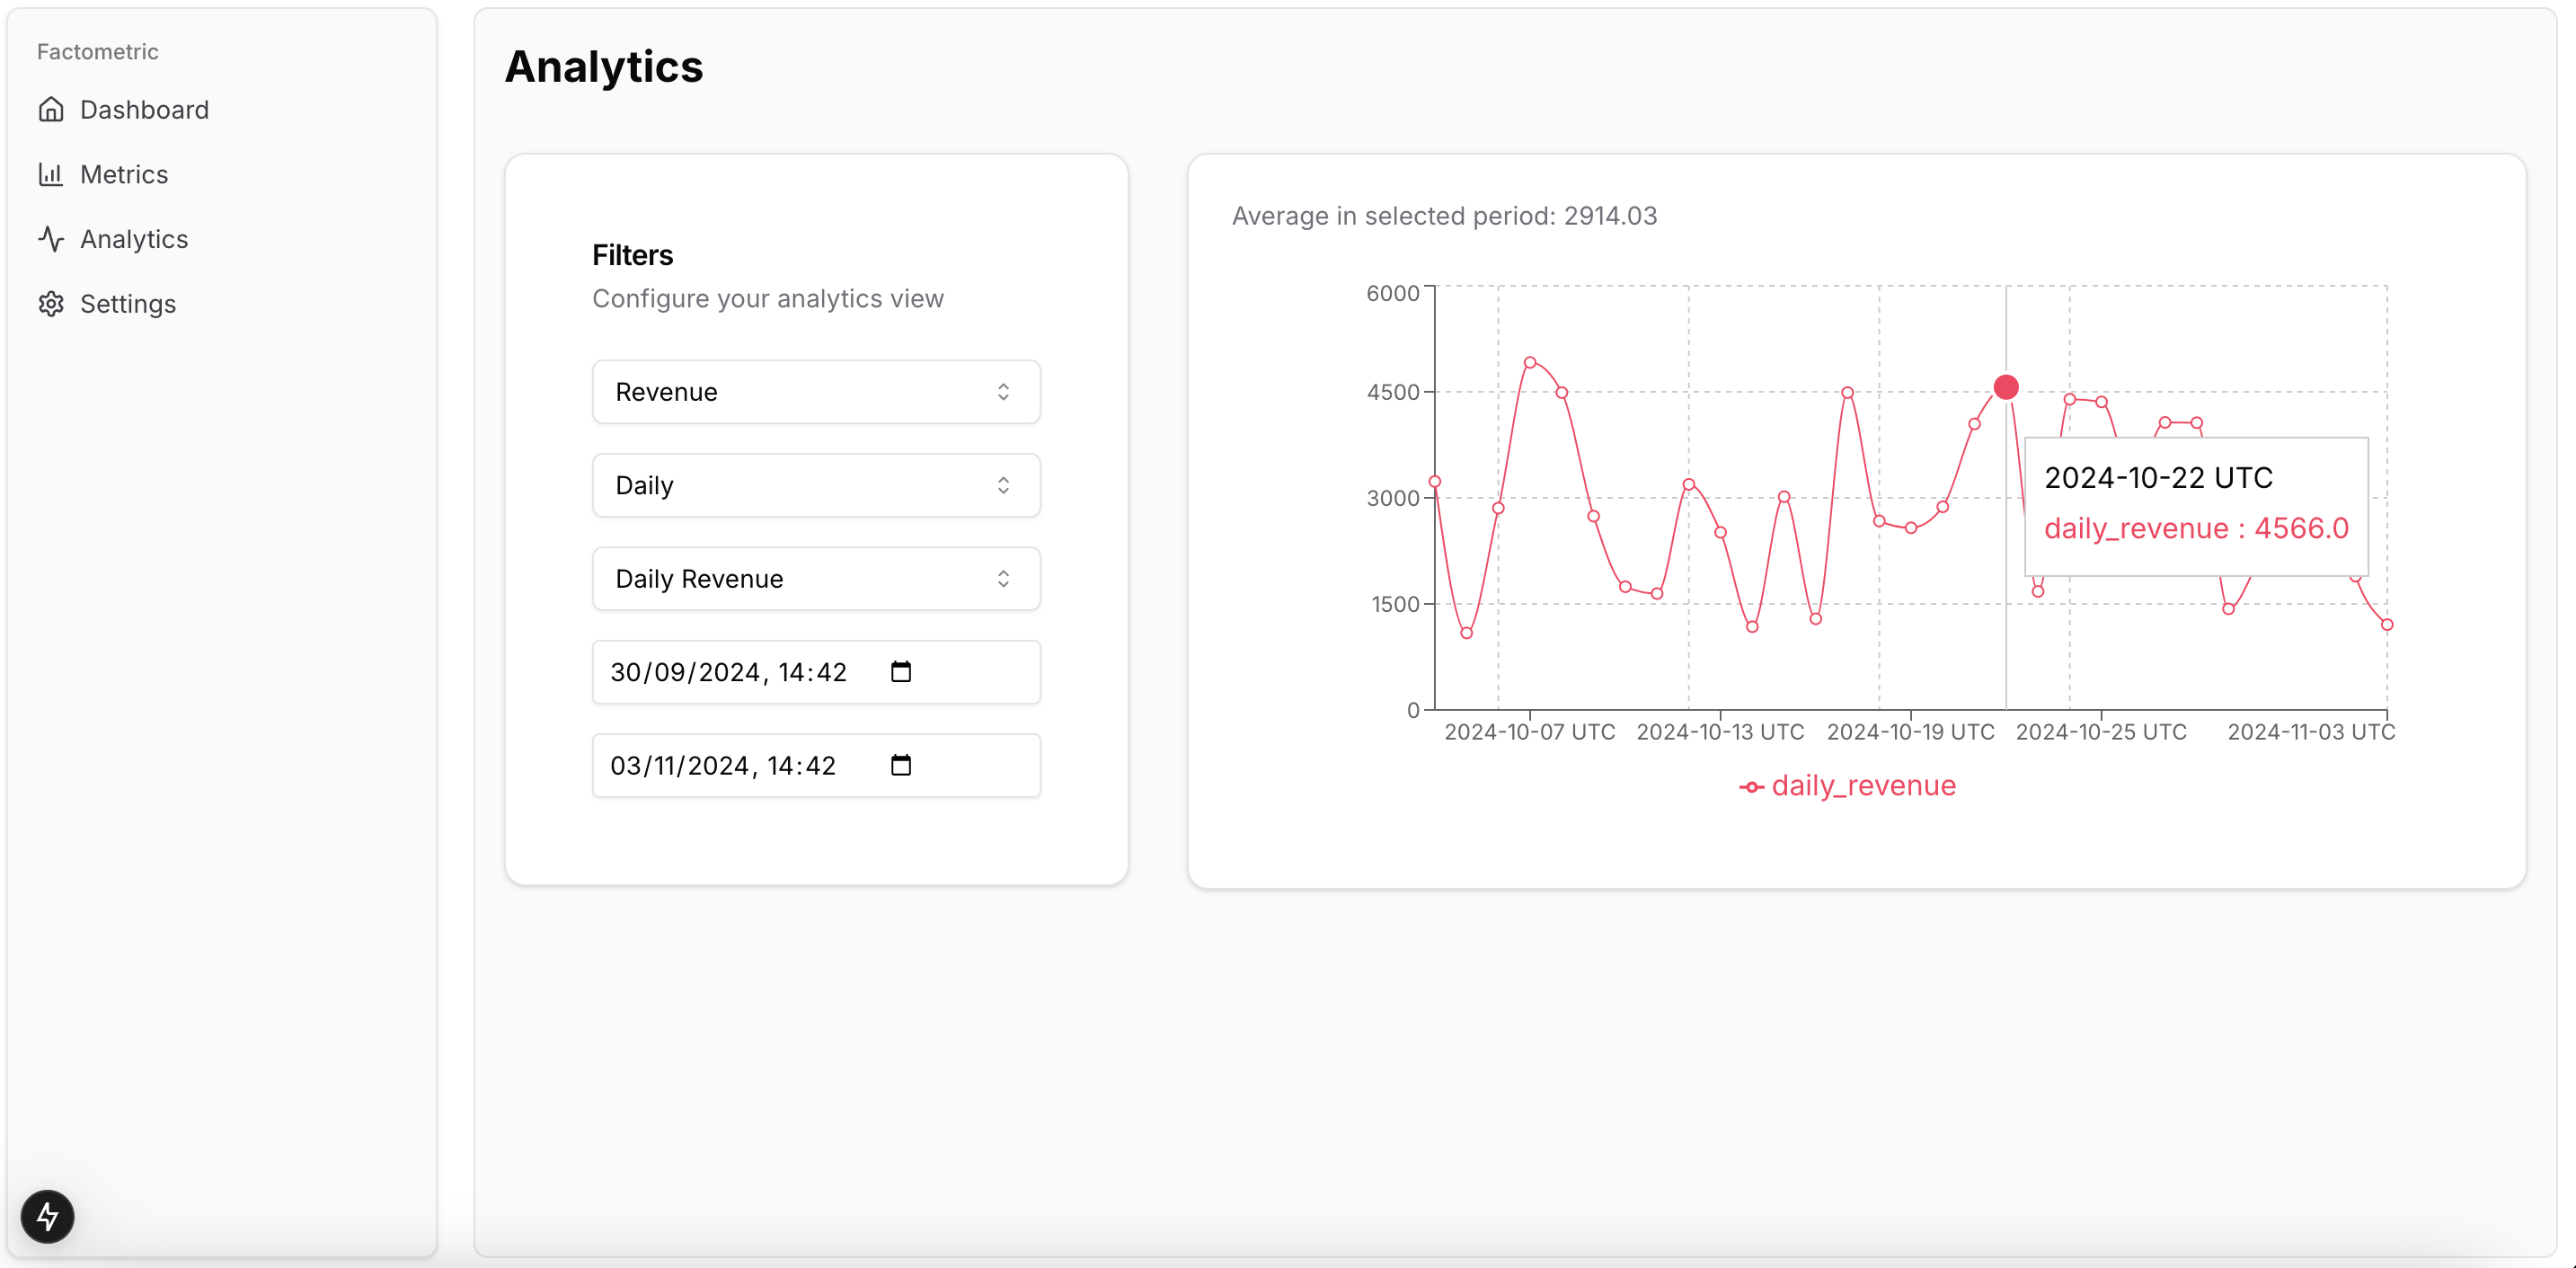 Factometric
Dashboard
Metrics
Analytics
Settings
Analytics
Filters
Configure your analytics view
Revenue
Daily
Daily Revenue
30/09/2024, 14:42
03/11/2024, 14:42
Average in selected period: 2914.03
6000
4500
3000
1500
0
2024-10-22 UTC
daily_revenue : 4566.0
2024-10-07 UTC 2024-10-13 UTC 2024-10-19 UTC 2024-10-25 UTC 2024-11-03 UTC
daily_revenue